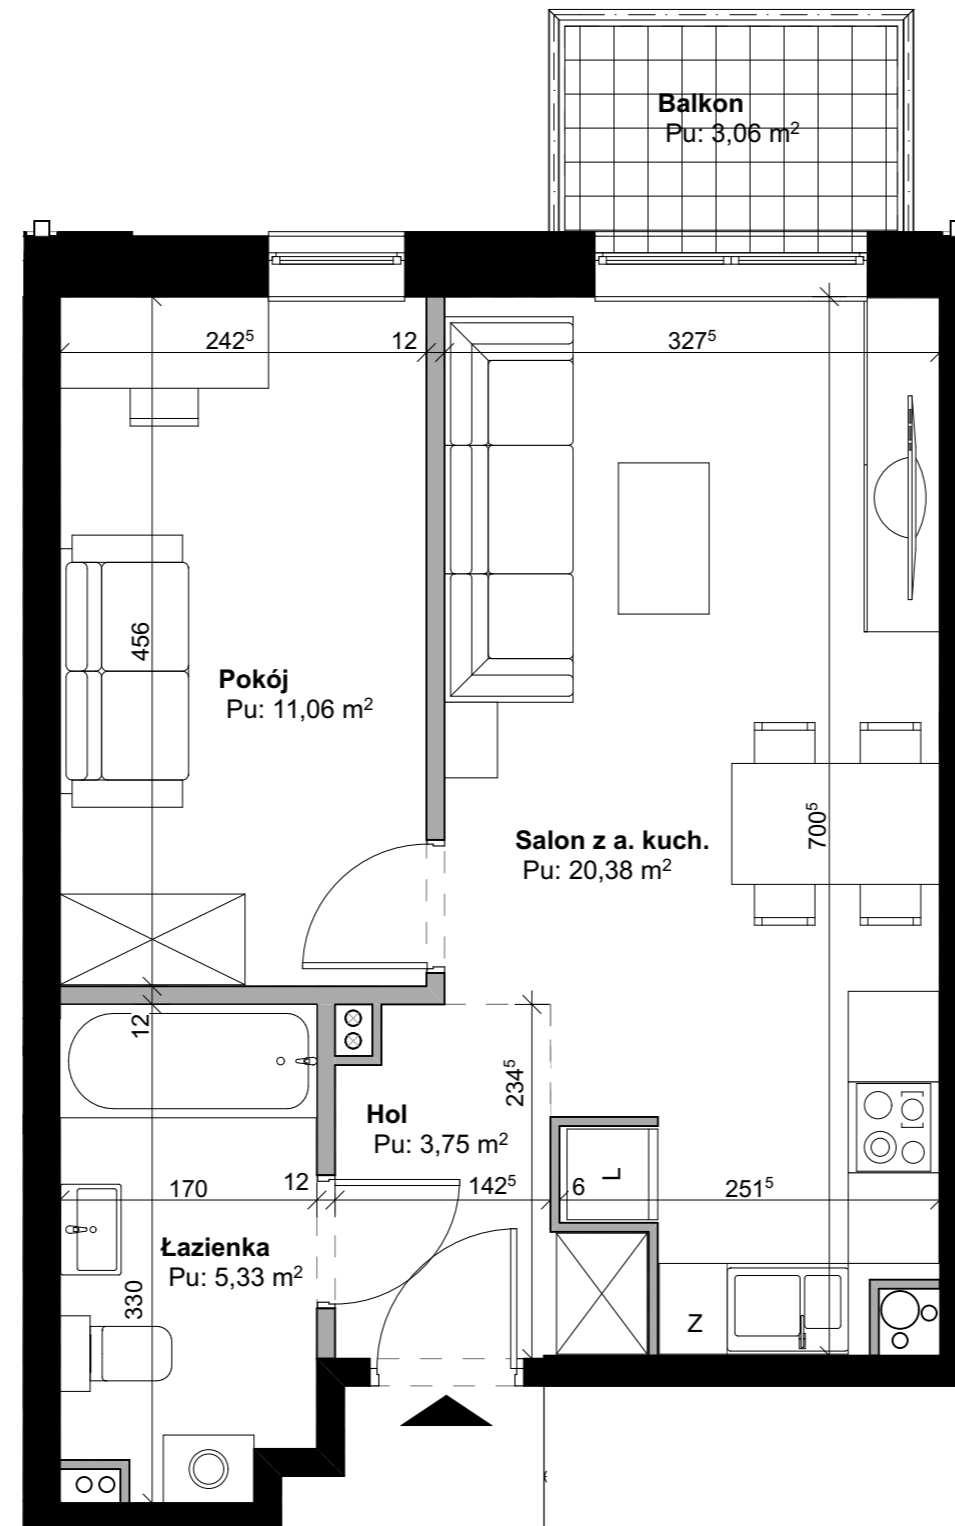 Balkon
Pu: 3,06 m²
242⁵
12
327⁵
456
Pokój
Pu: 11,06 m²
Salon z a. kuch.
Pu: 20,38 m²
700⁵
12
234⁵
Hol
Pu: 3,75 m²
L
170
12
142⁵
6
251⁵
Łazienka
Pu: 5,33 m²
330
Z